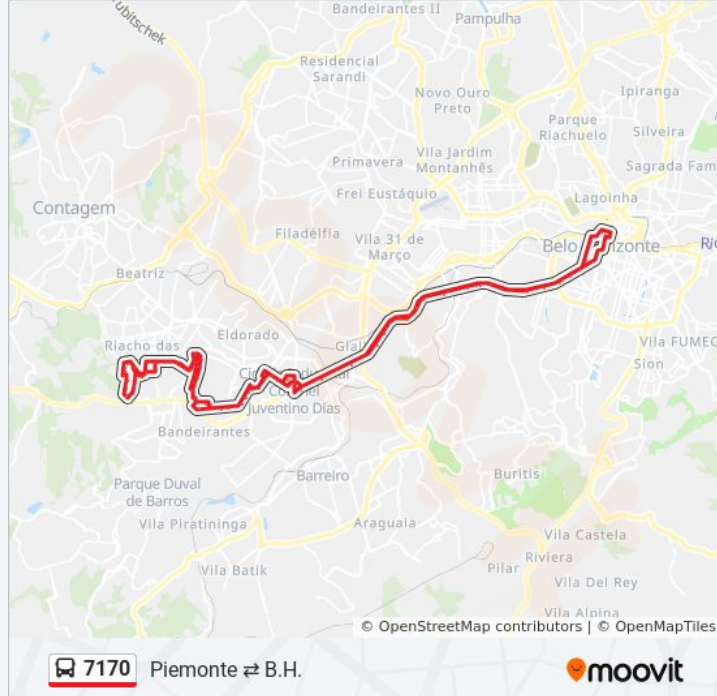 Bandeirantes II
Pampulha
Residencial
Sarandi
Novo Ouro
Preto
Ipiranga
Parque
Riachuelo
Silveira
Primavera
Vila Jardim
Montanhês
Sagrada Fam
Frei Eustáquio
Lagoinha
Contagem
Filadélfia
Vila 31 de
Março
Beatriz
Eldorado
Riacho das
Vila FUMEC
Sion
Juventino Dias
Bandeirantes
Parque Duval
de Barros
Barreiro
Buritis
Vila Piratininga
Araguaia
Vila Castela
Vila Batik
Pilar
Riviera
Vila Del Rey
Vila Alpina
© OpenStreetMap contributors | © OpenMapTiles
7170 Piemonte ⇄ B.H.
moovit